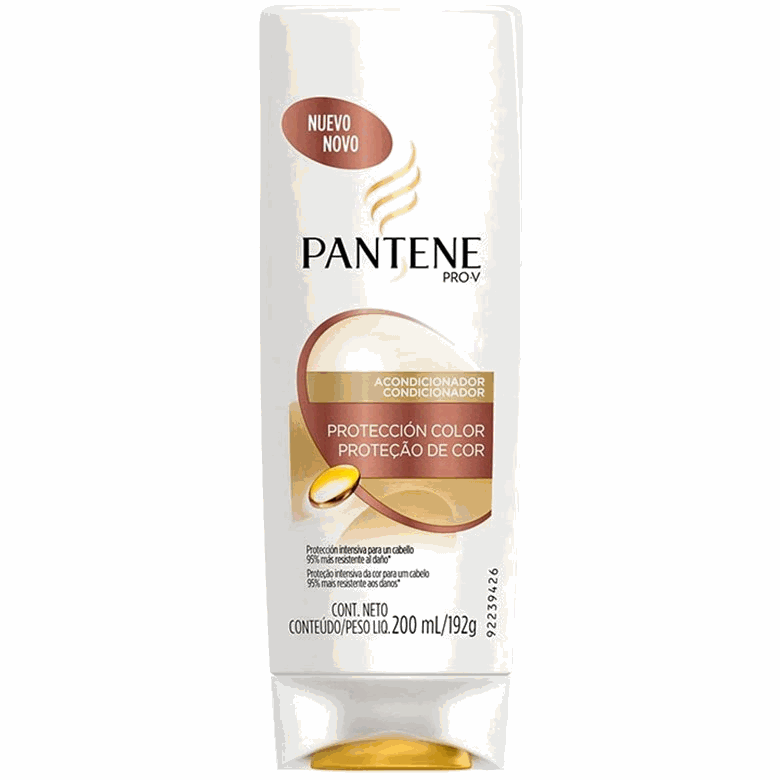 NUEVO
NOVO
PANTENE
PRO-V
ACONDICIONADOR
CONDICIONADOR
PROTECCIÓN COLOR
PROTEÇÃO DE COR
Protección intensiva para un cabello
95% más resistente al daño*
Proteção intensiva da cor para um cabelo
95% mais resistente aos danos*
CONT. NETO
CONTEÚDO/PESO LIQ. 200 mL/192g
92239426